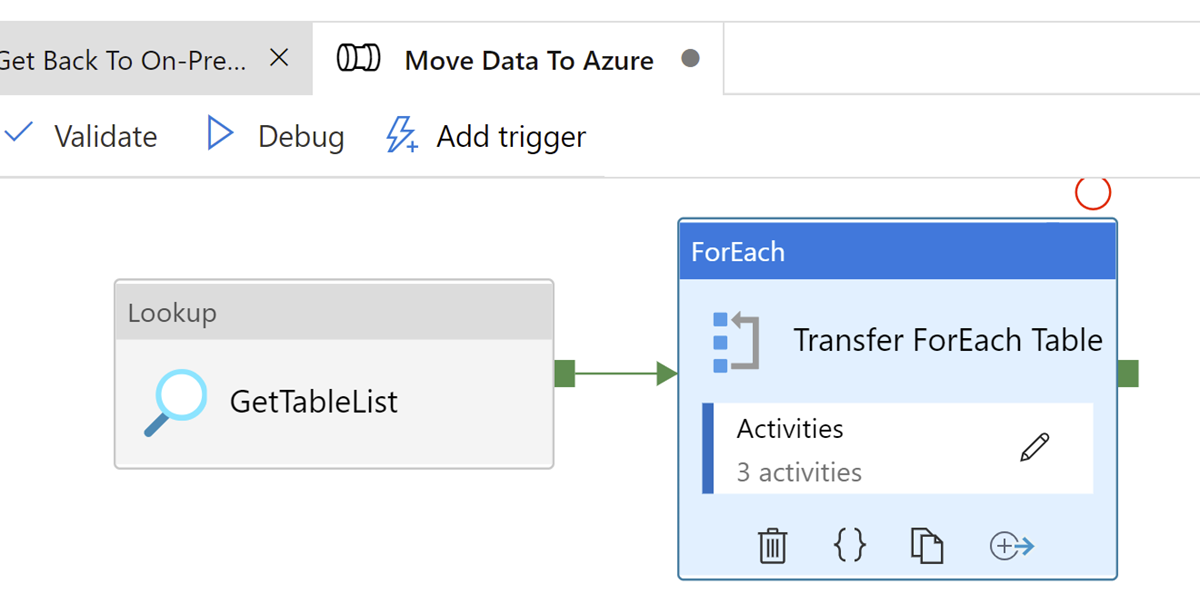 Get Back To On-Pre...
Move Data To Azure
Validate
Debug
Add trigger
ForEach
Lookup
Transfer ForEach Table
GetTableList
Activities
3 activities